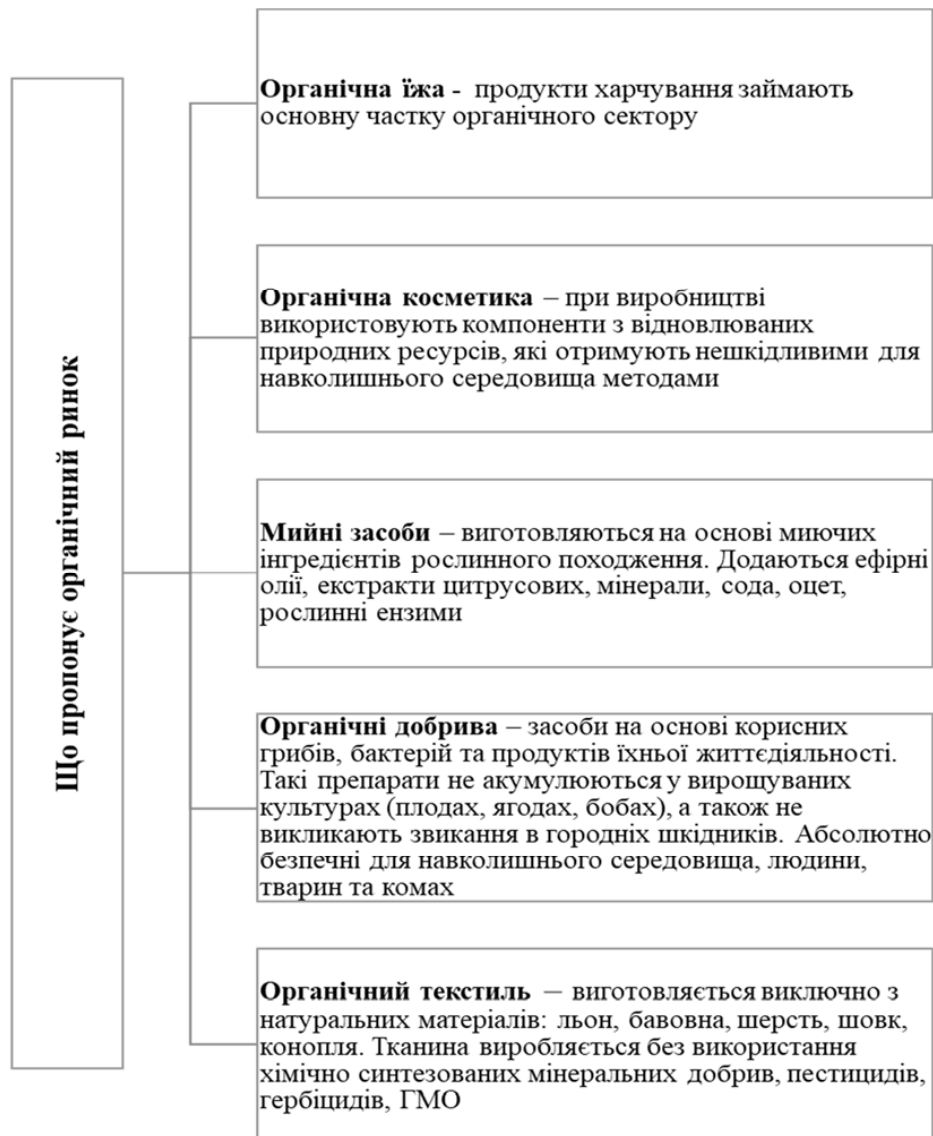 Що пропонує органічний ринок
Органічна їжа - продукти харчування займають
основну частку органічного сектору
Органічна косметика – при виробництві
використовують компоненти з відновлюваних
природних ресурсів, які отримують нешкідливими для
навколишнього середовища методами
Мийні засоби – виготовляються на основі миючих
інгредієнтів рослинного походження. Додаються ефірні
олії, екстракти цитрусових, мінерали, сода, оцет,
рослинні ензими
Органічні добрива – засоби на основі корисних
грибів, бактерій та продуктів їхньої життєдіяльності.
Такі препарати не акумулюються у вирощуваних
культурах (плодах, ягодах, бобах), а також не
викликають звикання в городніх шкідників. Абсолютно
безпечні для навколишнього середовища, людини,
тварин та комах
Органічний текстиль – виготовляється виключно з
натуральних матеріалів: льон, бавовна, шерсть, шовк,
конопля. Тканина виробляється без використання
хімічно синтезованих мінеральних добрив, пестицидів,
гербіцидів, ГМО